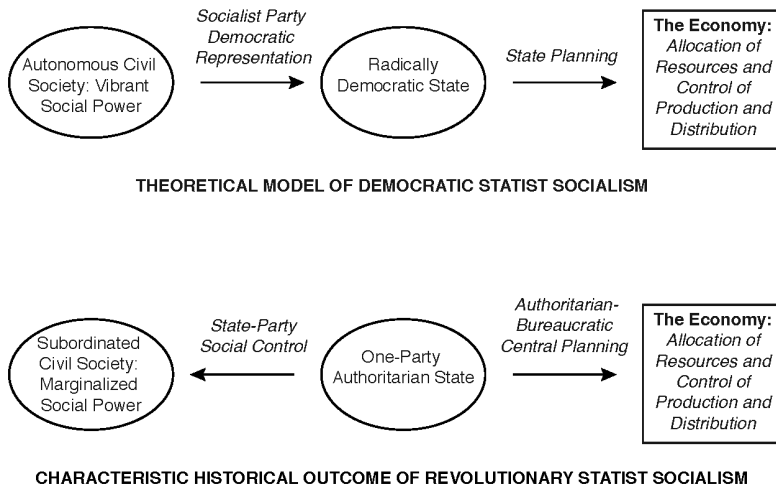 Autonomous Civil
Society: Vibrant
Social Power
Socialist Party
Democratic
Representation
Radically
Democratic State
State Planning
The Economy:
Allocation of
Resources and
Control of
Production and
Distribution
THEORETICAL MODEL OF DEMOCRATIC STATIST SOCIALISM
Subordinated
Civil Society:
Marginalized
Social Power
State-Party
Social Control
One-Party
Authoritarian State
Authoritarian-
Bureaucratic
Central Planning
The Economy:
Allocation of
Resources and
Control of
Production and
Distribution
CHARACTERISTIC HISTORICAL OUTCOME OF REVOLUTIONARY STATIST SOCIALISM